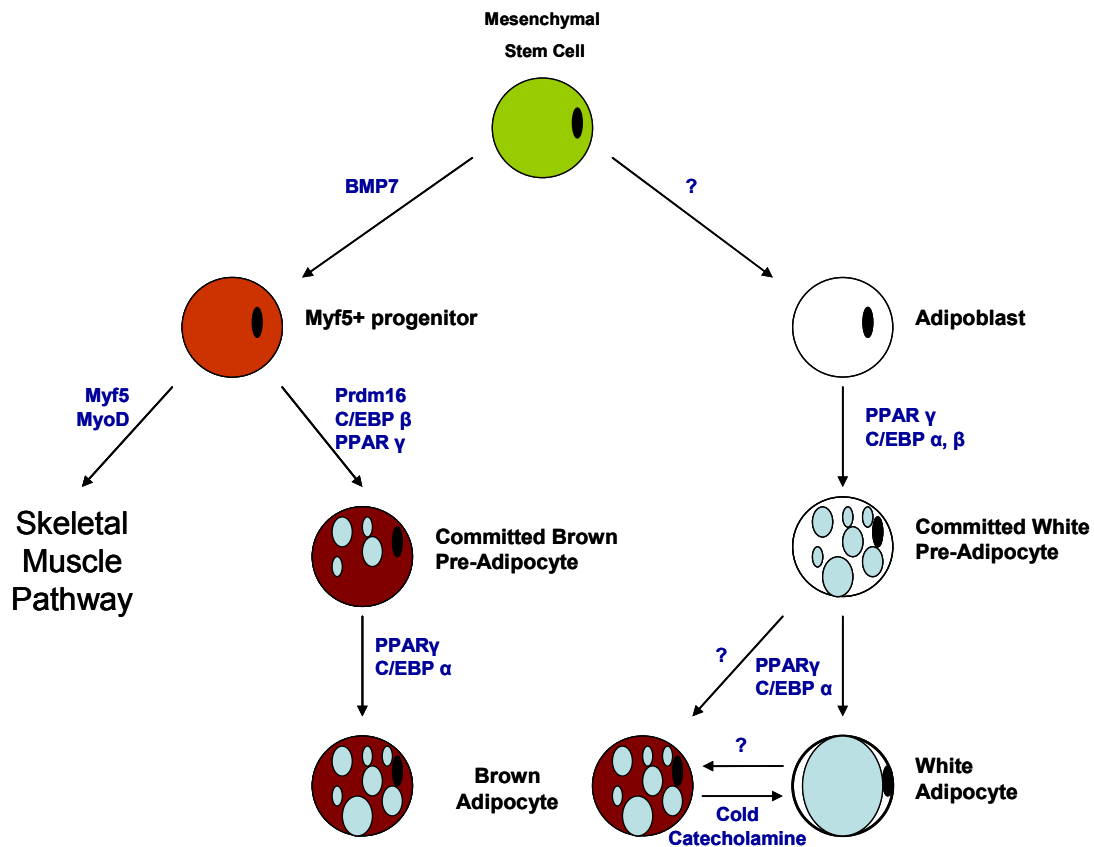 Mesenchymal
Stem Cell
BMP7
?
Myf5+ progenitor
Adipoblast
Myf5
MyoD
Prdm16
C/EBP β
PPAR γ
PPAR γ
C/EBP α, β
Skeletal
Muscle
Pathway
Committed Brown
Pre-Adipocyte
Committed White
Pre-Adipocyte
PPARγ
C/EBP α
?
PPARγ
C/EBP α
Brown
Adipocyte
?
Cold
Catecholamine
White
Adipocyte